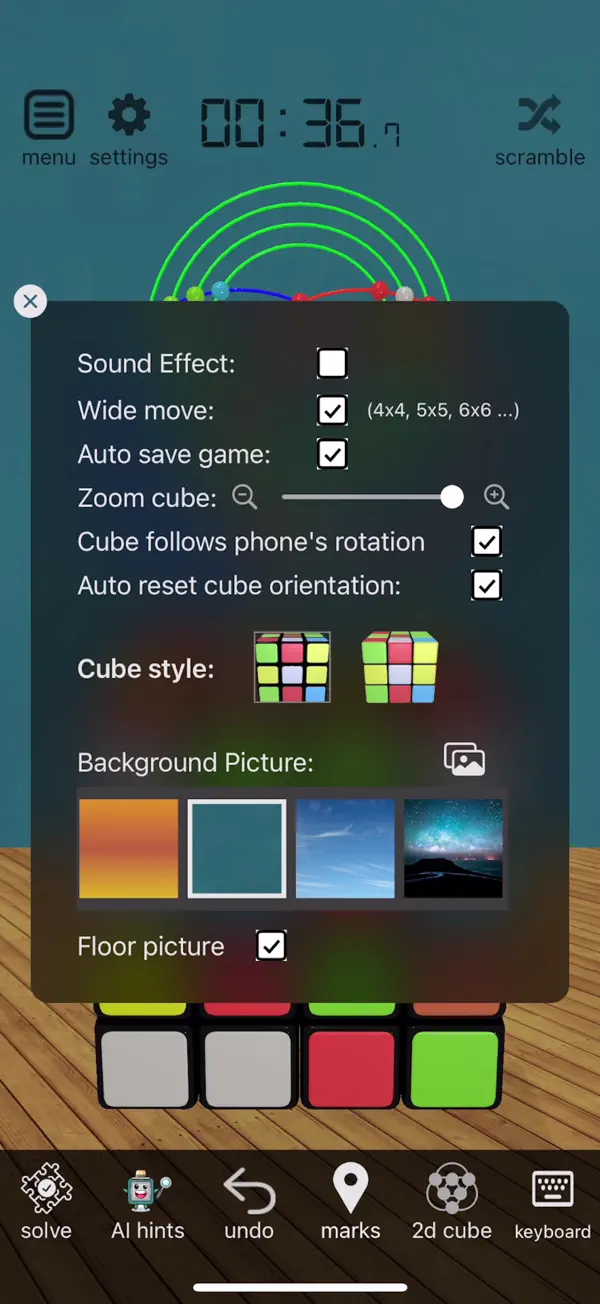 00:36.7
menu settings scramble
Sound Effect:
Wide move: (4x4, 5x5, 6x6 ...)
Auto save game:
Zoom cube:
Cube follows phone's rotation
Auto reset cube orientation:
Cube style:
Background Picture:
Floor picture
solve AI hints undo marks 2d cube keyboard